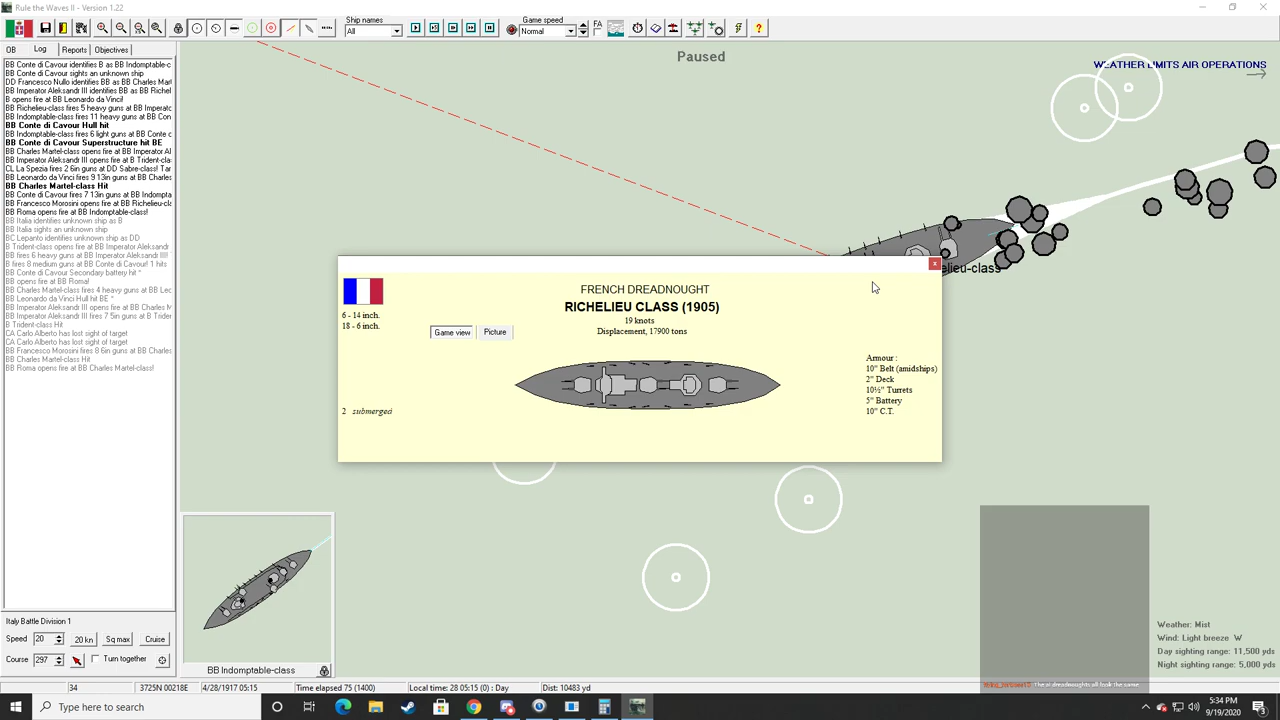 Rule the Waves II - Version 1.22
Ship names
All
Game speed
Normal
FA
OB Log Reports Objectives
BB Conte di Cavour identifies B as BB Indomptable-c
BB Conte di Cavour sights an unknown ship
DD Francesco Nullo identifies BB as BB Charles Mart
BB Imperator Aleksandr III identifies BB as BB Richel
B opens fire at BB Leonardo da Vinci!
BB Richelieu-class fires 5 heavy guns at BB Imperato
BB Indomptable-class fires 11 heavy guns at BB Con
BB Conte di Cavour Hull hit
BB Indomptable-class fires 6 light guns at BB Conte c
BB Conte di Cavour Superstructure hit BE
BB Charles Martel-class opens fire at BB Imperator Al
BB Imperator Aleksandr III opens fire at B Trident-cla
CL La Spezia fires 2 6in guns at DD Sabre-class! Tar
BB Leonardo da Vinci fires 9 13in guns at BB Charles
BB Charles Martel-class Hit
BB Conte di Cavour fires 7 13in guns at BB Indompta
BB Francesco Morosini opens fire at BB Richelieu-cla
BB Roma opens fire at BB Indomptable-class!
BB Italia identifies unknown ship as B
BB Italia sights an unknown ship
BC Lepanto identifies unknown ship as DD
B Trident-class opens fire at BB Imperator Aleksandr
BB fires 6 heavy guns at BB Imperator Aleksandr III!
B fires 8 medium guns at BB Conte di Cavour! 1 hits
BB Conte di Cavour Secondary battery hit "
BB opens fire at BB Roma!
BB Charles Martel-class fires 4 heavy guns at BB Leo
BB Leonardo da Vinci Hull hit BE "
BB Imperator Aleksandr III opens fire at BB Charles M
BB Imperator Aleksandr III fires 7 5in guns at B Triden
B Trident-class Hit
CA Carlo Alberto has lost sight of target
CA Carlo Alberto has lost sight of target
BB Francesco Morosini fires 8 6in guns at BB Charles
BB Charles Martel-class Hit
BB Roma opens fire at BB Charles Martel-class!
Paused
WEATHER LIMITS AIR OPERATIONS
elieu-class
FRENCH DREADNOUGHT
RICHELIEU CLASS (1905)
19 knots
Displacement, 17900 tons
6 - 14 inch.
18 - 6 inch.
Game view Picture
2 submerged
Armour :
10" Belt (amidships)
2" Deck
10½" Turrets
5" Battery
10" C.T.
BB Indomptable-class
Italy Battle Division 1
Speed 20 20 kn Sq max Cruise
Course 297 Turn together
Weather: Mist
Wind: Light breeze W
Day sighting range: 11,500 yds
Night sighting range: 5,000 yds
34 3725N 00218E 4/28/1917 05:15 Time elapsed 75 (1400) Local time: 28 05:15 (0) : Day Dist: 10483 yd
Type here to search
5:34 PM
9/19/2020
3